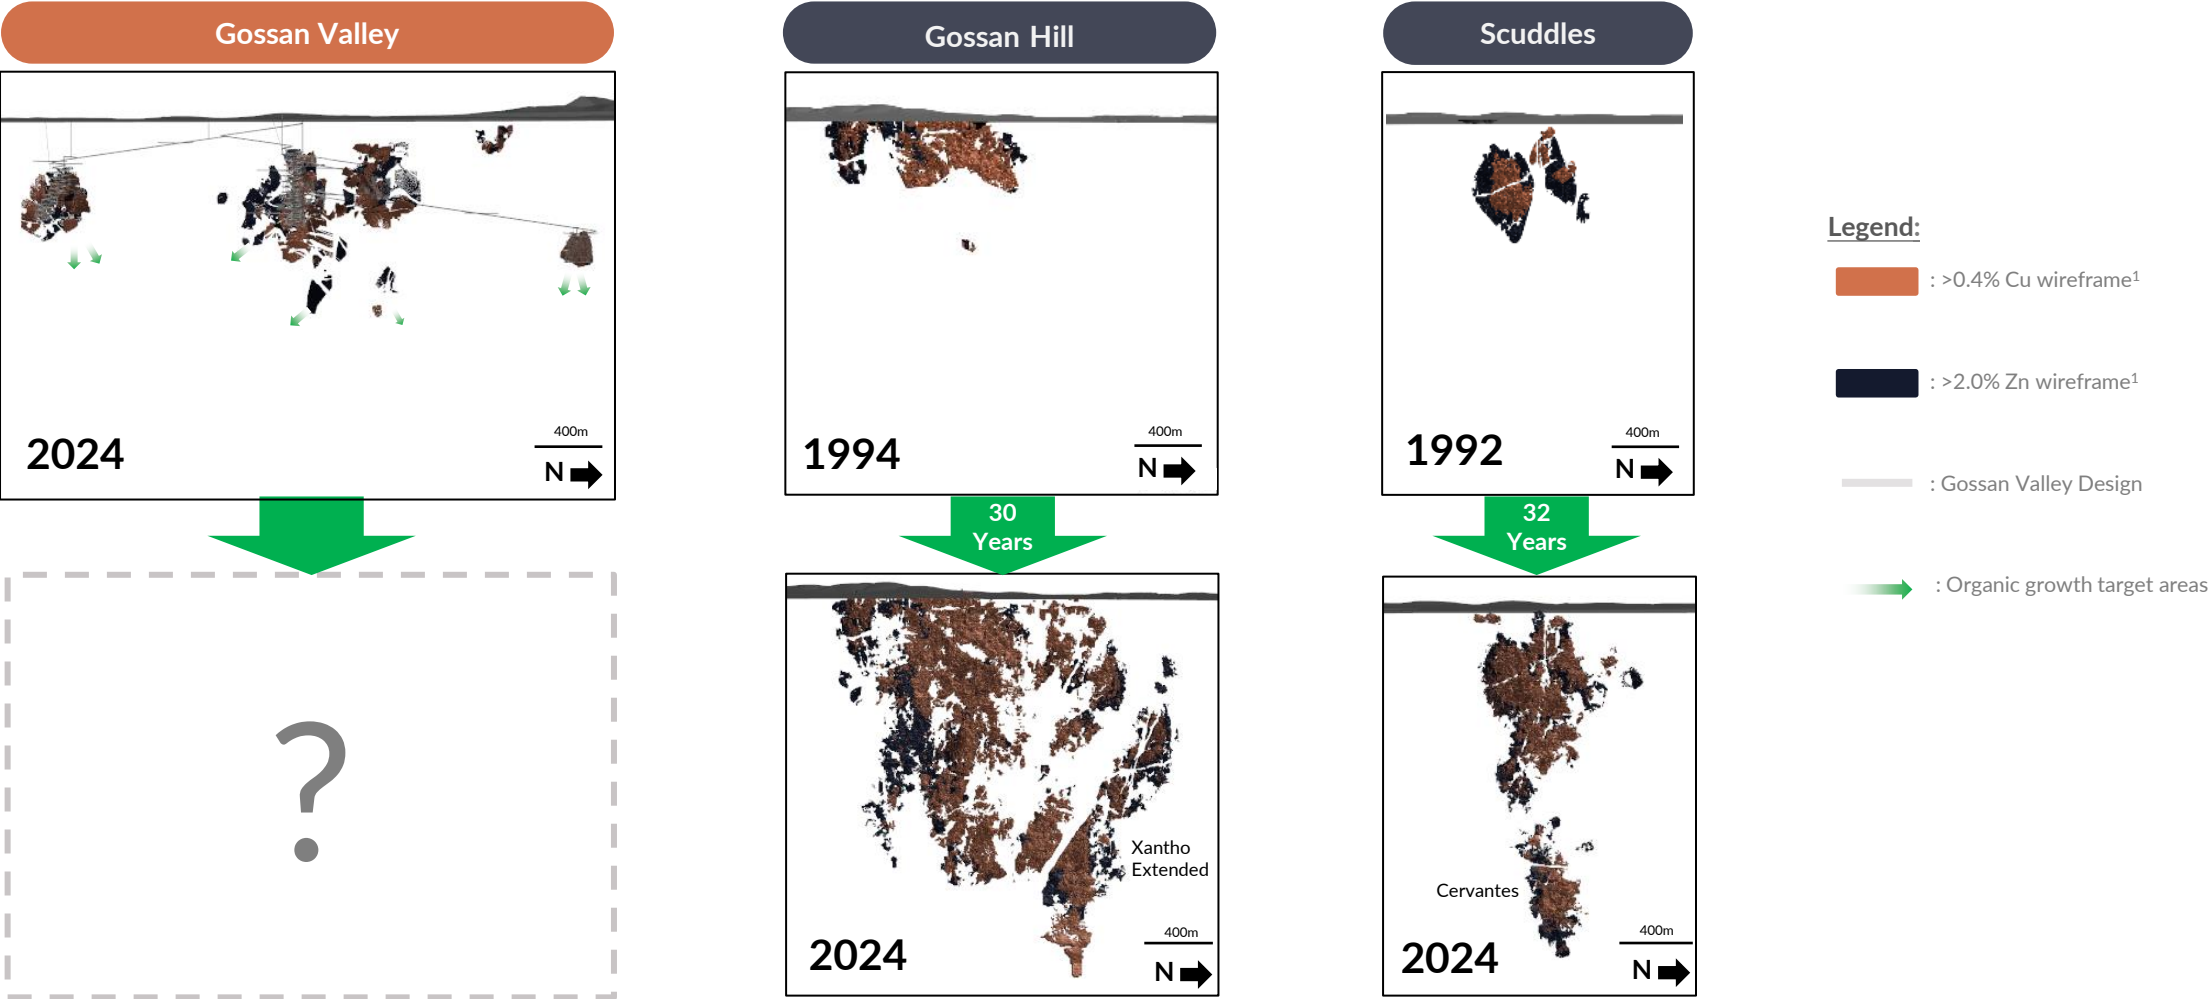 Gossan Valley
Gossan Hill
Scuddles
400m
2024
N
400m
1994
N
400m
1992
N
Legend:
: >0.4% Cu wireframe¹
: >2.0% Zn wireframe¹
: Gossan Valley Design
: Organic growth target areas
30
Years
32
Years
?
Xantho
Extended
400m
2024
N
Cervantes
400m
2024
N